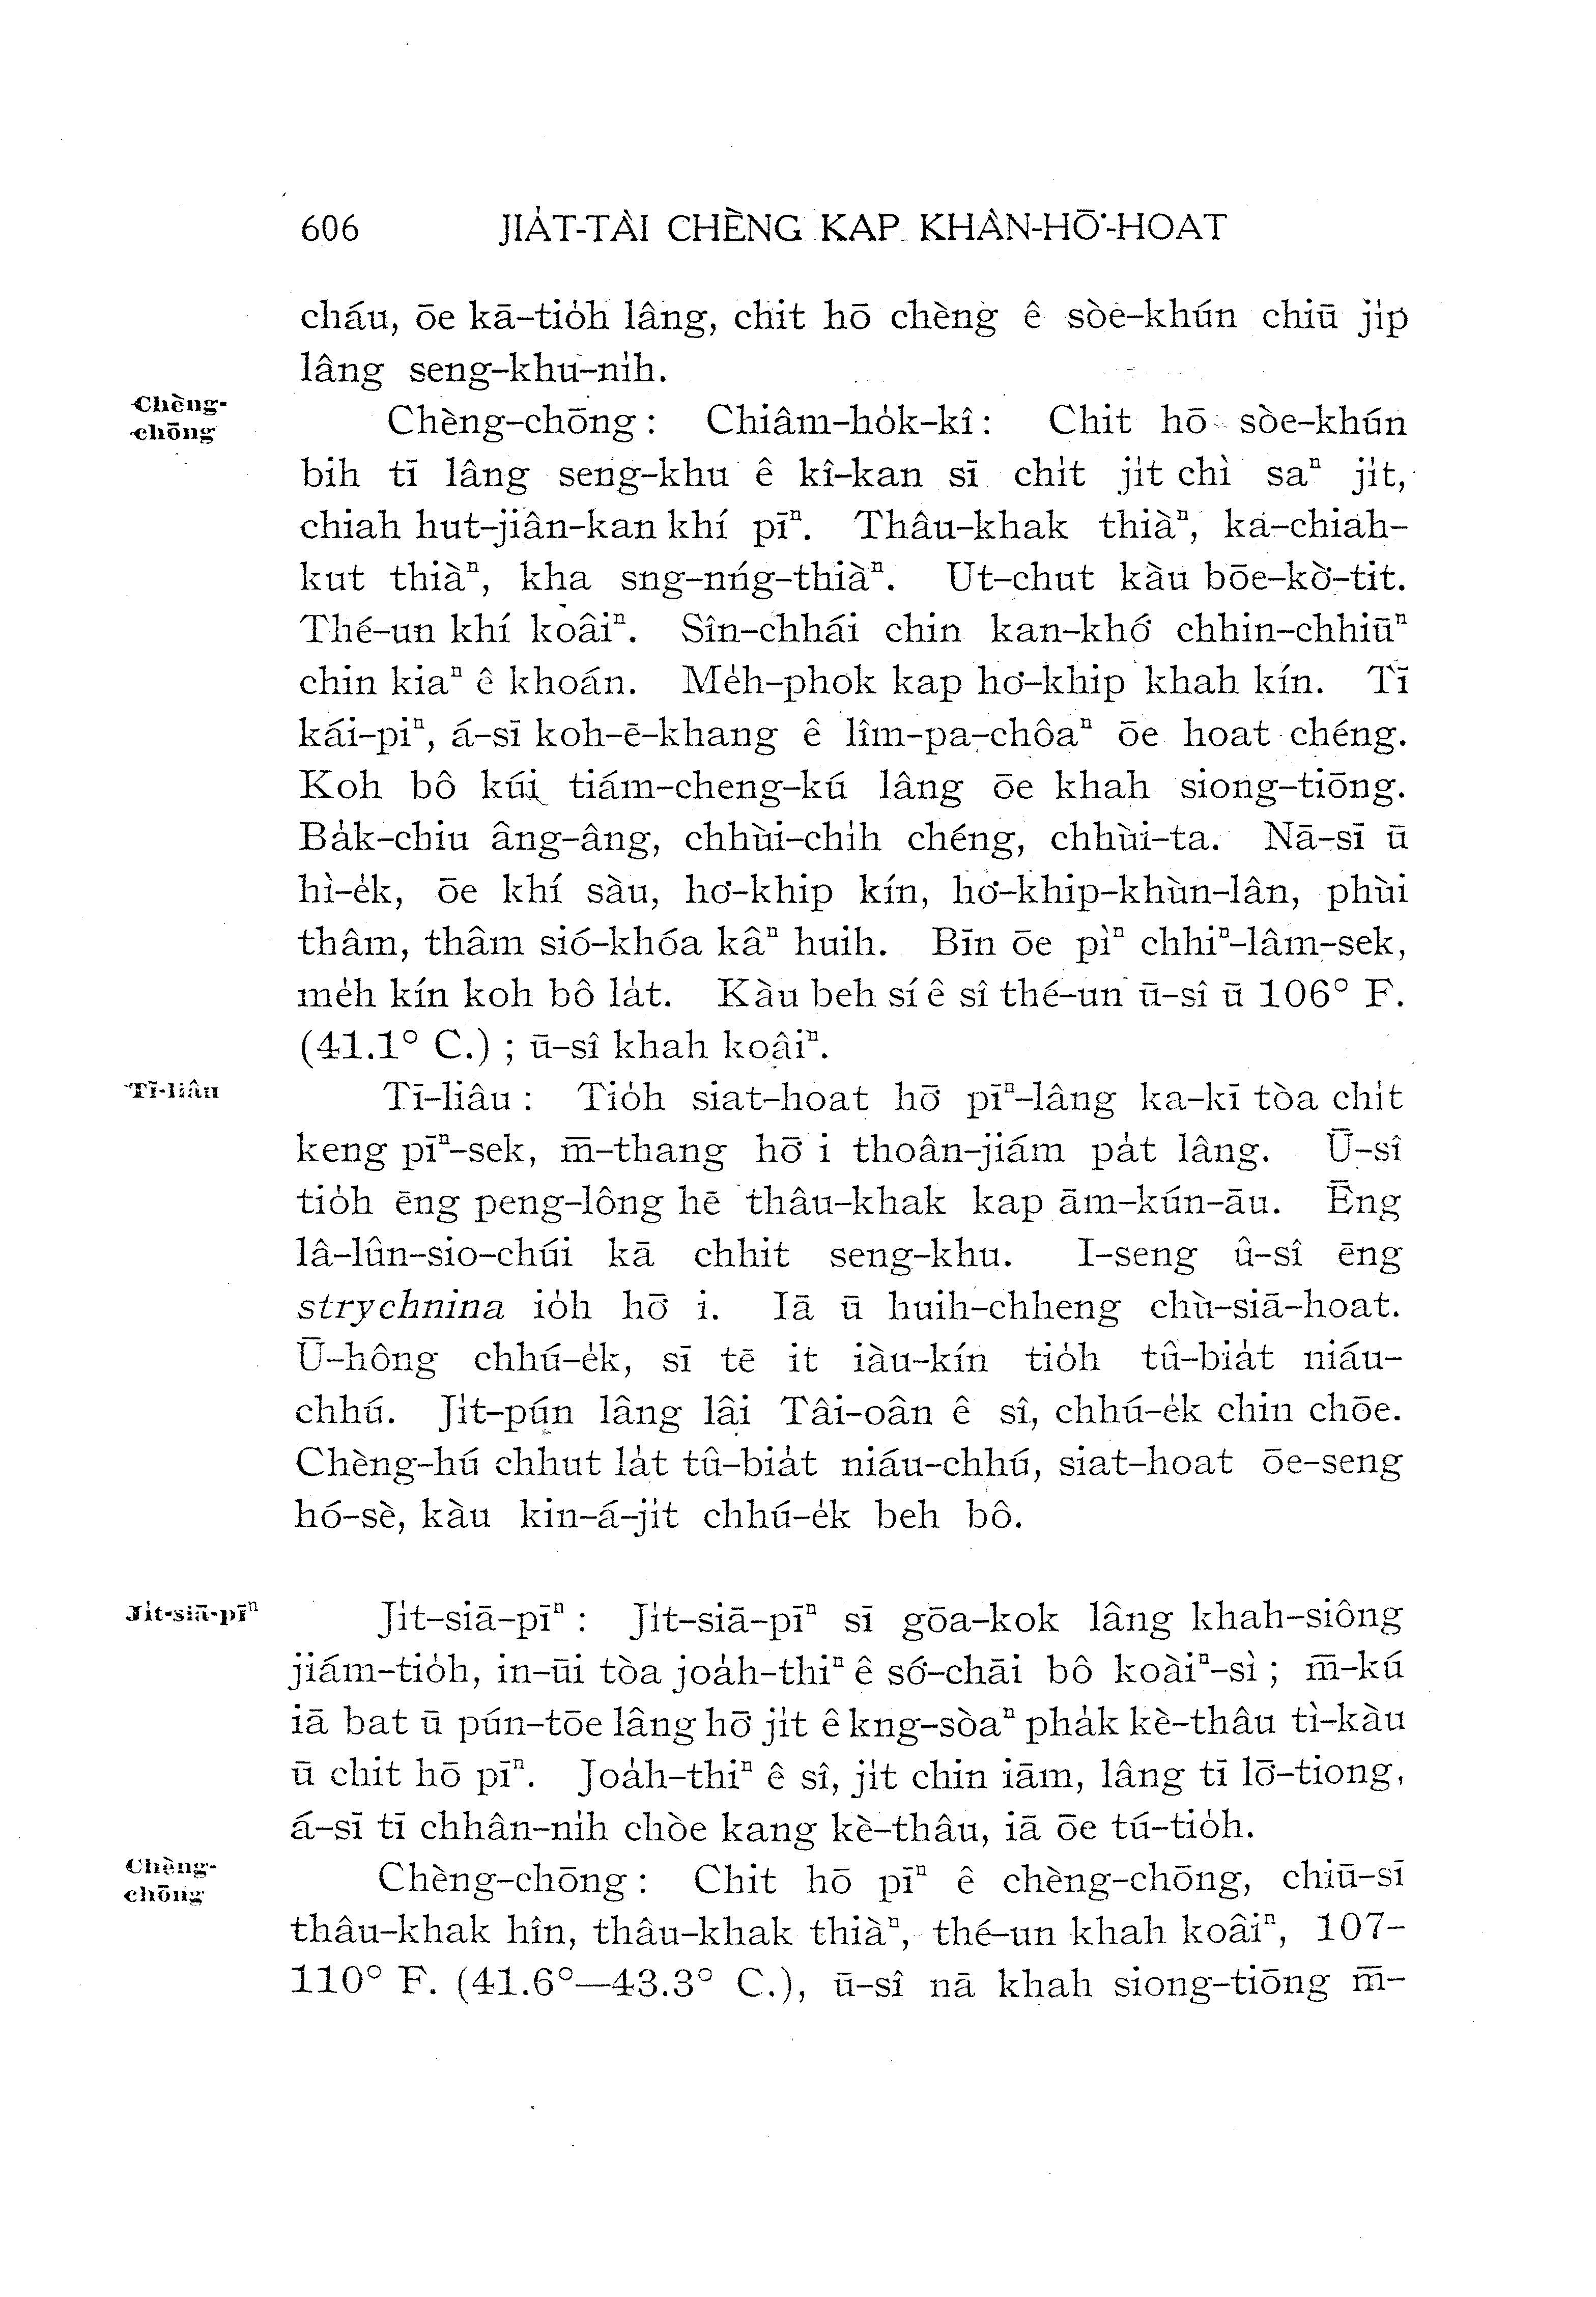 606 JIA̍T-TÀI CHÈNG KAP KHÀN-HŌ͘-HOAT
cháu, ōe kā-tio̍h lâng, chit hō chèng ê sòe-khún chiū ji̍p
lâng seng-khu-ni̍h.
Chèng-
chōng
Chèng-chōng: Chiâm-ho̍k-kî: Chit hō sòe-khún
bih tī lâng seng-khu ê kî-kan sī chi̍t ji̍t chì saⁿ ji̍t,
chiah hut-jiân-kan khí pīⁿ. Thâu-khak thiàⁿ, ka-chiah-
kut thiàⁿ, kha sng-nńg-thiàⁿ. Ut-chut kàu bōe-kò͘-tit.
Thé-un khí koâiⁿ. Sîn-chhái chin kan-khó͘ chhin-chhiūⁿ
chin kiaⁿ ê khoán. Me̍h-phok kap ho͘-khip khah kín. Tī
kái-piⁿ, á-sī koh-ē-khang ê lîm-pa-chôaⁿ ōe hoat chéng.
Koh bô kúi tiám-cheng-kú lâng ōe khah siong-tiōng.
Ba̍k-chiu âng-âng, chhùi-chi̍h chéng, chhùi-ta. Nā-sī ū
hì-e̍k, ōe khí sàu, ho͘-khip kín, ho͘-khip-khùn-lân, phùi
thâm, thâm sió-khóa kâⁿ huih. Bīn ōe pìⁿ chhiⁿ-lâm-sek,
me̍h kín koh bô la̍t. Kàu beh sí ê sî thé-un ū-sî ū 106° F.
(41.1° C.) ; ū-sî khah koâiⁿ.
Tī-liâu
Tī-liâu: Tio̍h siat-hoat hō͘ pīⁿ-lâng ka-kī tòa chi̍t
keng pīⁿ-sek, m̄-thang hō͘ i thoân-jiám pa̍t lâng. Ū-sî
tio̍h ēng peng-lông hē thâu-khak kap ām-kún-āu. Ēng
lâ-lûn-sio-chúi kā chhit seng-khu. I-seng û-sî ēng
strychnina io̍h hō͘ i. Iā ū huih-chheng chù-siā-hoat.
Ū-hông chhú-e̍k, sī tē it iàu-kín tio̍h tû-bia̍t niáu-
chhú. Ji̍t-pún lâng lâi Tâi-oân ê sî, chhú-e̍k chin chōe.
Chèng-hú chhut la̍t tû-bia̍t niáu-chhú, siat-hoat ōe-seng
hó-sè, kàu kin-á-ji̍t chhú-e̍k beh bô.
Ji̍t-siā-pīⁿ
Ji̍t-siā-pīⁿ: Ji̍t-siā-pīⁿ sī gōa-kok lâng khah-siông
jiám-tio̍h, in-ūi tòa joa̍h-thiⁿ ê só͘-chāi bô koàiⁿ-sì ; m̄-kú
iā bat ū pún-tōe lâng hō͘ ji̍t ê kng-sòaⁿ pha̍k kè-thâu tì-kàu
ū chit hō pīⁿ. Joa̍h-thiⁿ ê sî, ji̍t chin iām, lâng tī lō͘-tiong,
á-sī tī chhân-ni̍h chòe kang kè-thâu, iā ōe tú-tio̍h.
Chèng-
chōng
Chèng-chōng: Chit hō pīⁿ ê chèng-chōng, chiū-sī
thâu-khak hîn, thâu-khak thiàⁿ, thé-un khah koâiⁿ, 107-
110° F. (41.6°—43.3° C.), ū-sî nā khah siong-tiōng m̄-